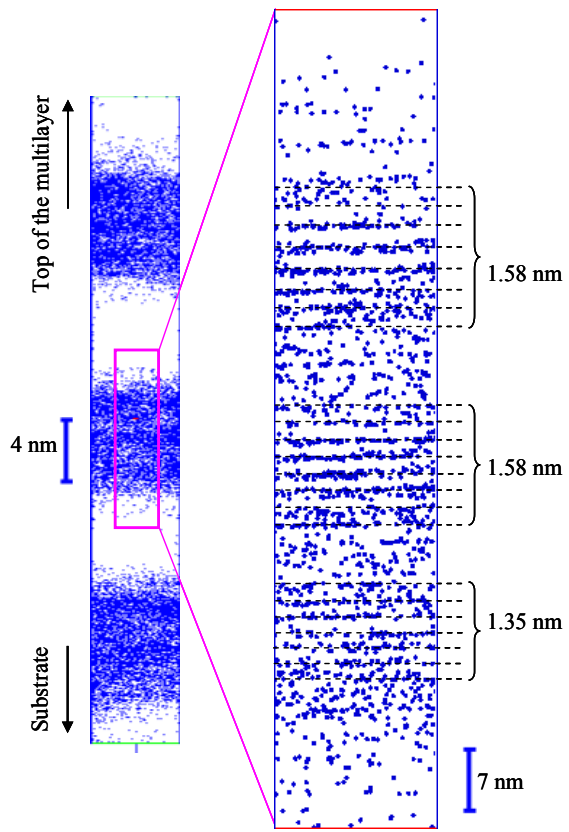 Top of the multilayer
4 nm
Substrate
1.58 nm
1.58 nm
1.35 nm
7 nm